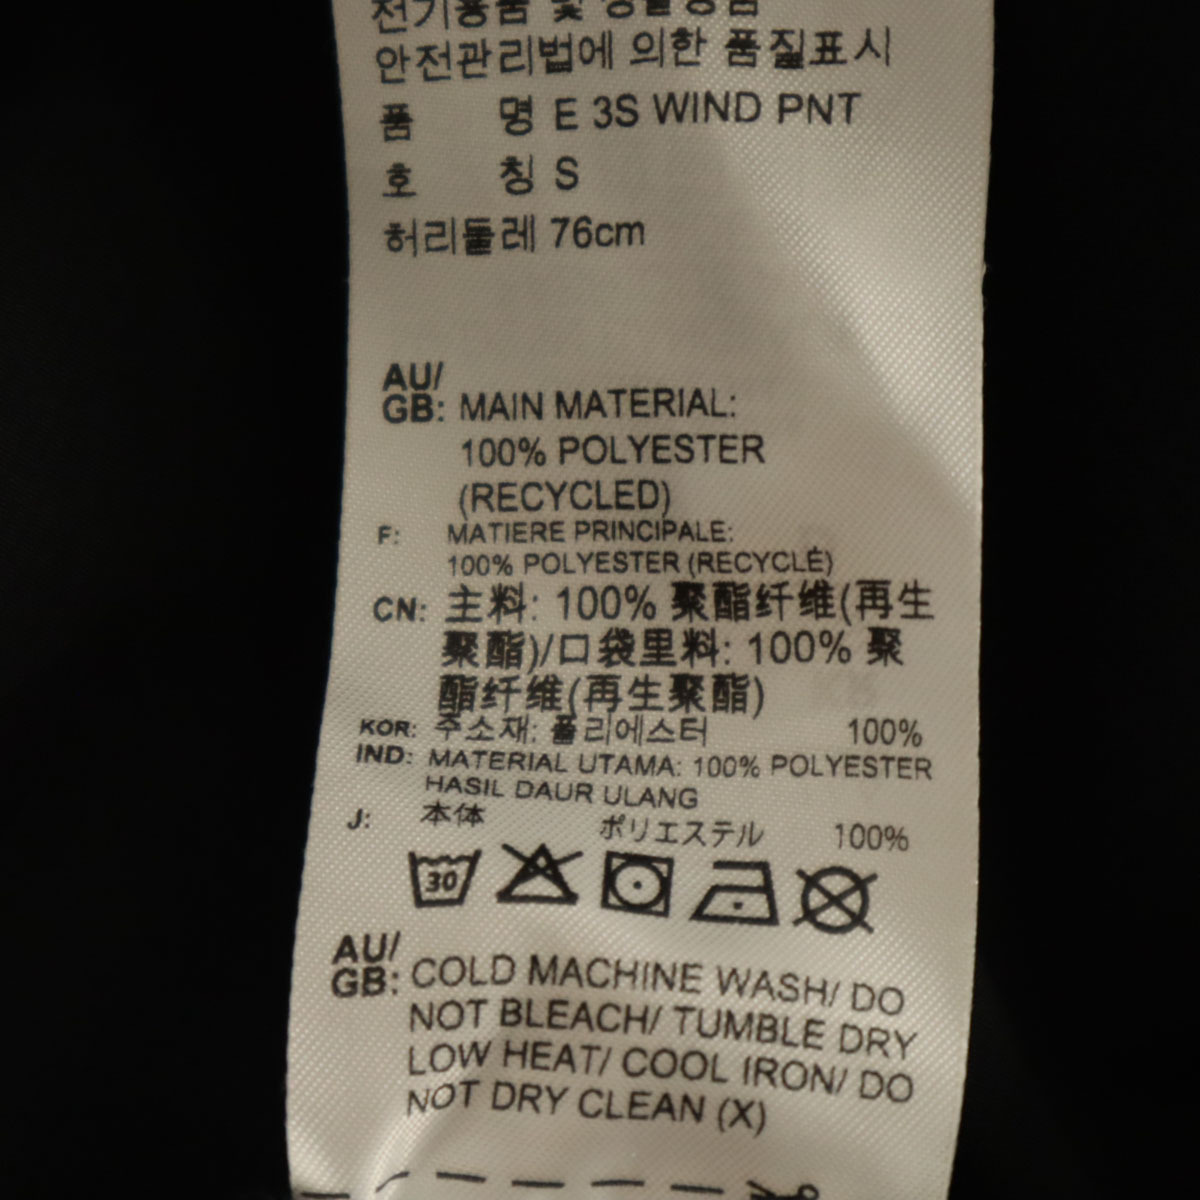 전기용품 및 생활용품
안전관리법에 의한 품질표시
품 명 E 3S WIND PNT
호 칭 S
허리둘레 76cm
AU/
GB: MAIN MATERIAL:
100% POLYESTER
(RECYCLED)
F: MATIERE PRINCIPALE:
100% POLYESTER (RECYCLÉ)
CN: 主料: 100% 聚酯纤维(再生
聚酯)/口袋里料: 100% 聚
酯纤维(再生聚酯)
KOR: 주소재: 폴리에스터 100%
IND: MATERIAL UTAMA: 100% POLYESTER
HASIL DAUR ULANG
J: 本体 ポリエステル 100%
30
AU/
GB: COLD MACHINE WASH/ DO
NOT BLEACH/ TUMBLE DRY
LOW HEAT/ COOL IRON/ DO
NOT DRY CLEAN (X)